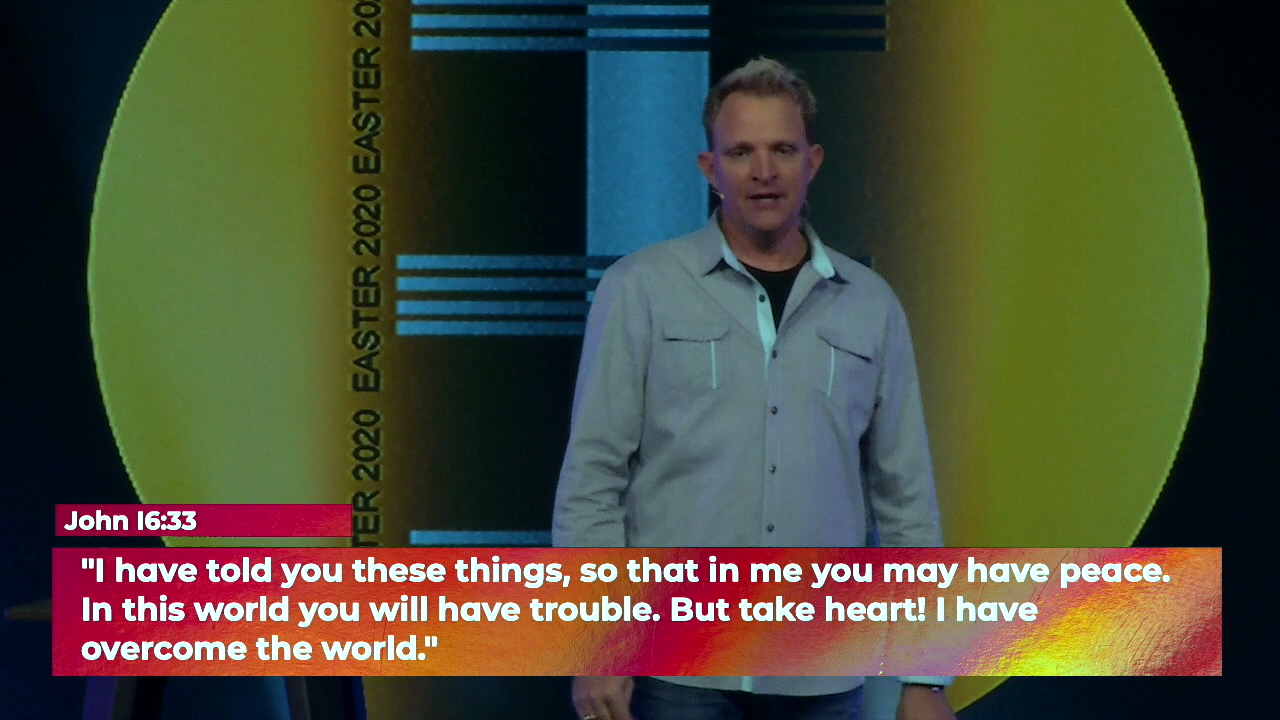 TER 2020 EASTER 2020 EASTER 20
John 16:33
"I have told you these things, so that in me you may have peace.
In this world you will have trouble. But take heart! I have
overcome the world."